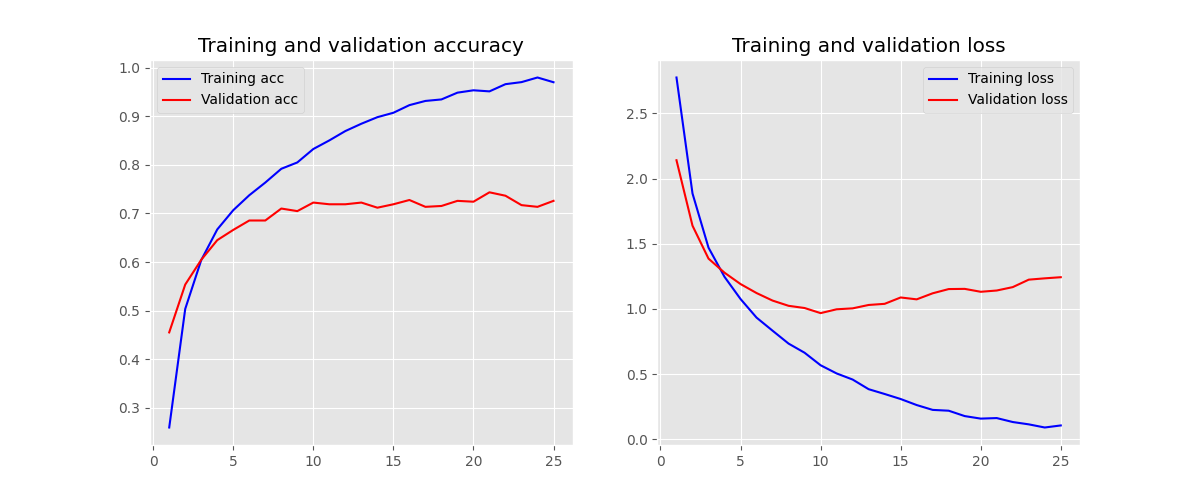 Training and validation accuracy
Training acc
Validation acc
1.0
0.9
0.8
0.7
0.6
0.5
0.4
0.3
0 5 10 15 20 25
Training and validation loss
Training loss
Validation loss
2.5
2.0
1.5
1.0
0.5
0.0
0 5 10 15 20 25